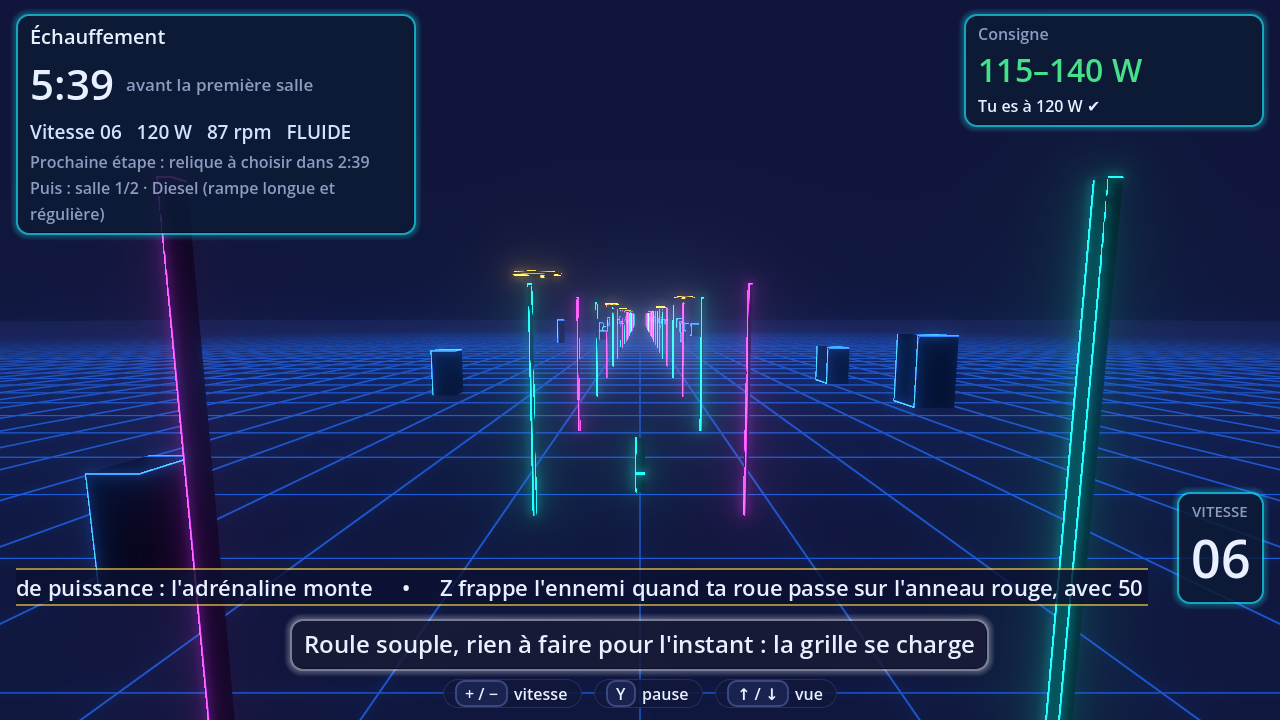 Échauffement
5:39 avant la première salle
Vitesse 06 120 W 87 rpm FLUIDE
Prochaine étape : relique à choisir dans 2:39
Puis : salle 1/2 · Diesel (rampe longue et
régulière)
Consigne
115–140 W
Tu es à 120 W ✔
VITESSE
06
de puissance : l'adrénaline monte • Z frappe l'ennemi quand ta roue passe sur l'anneau rouge, avec 50
Roule souple, rien à faire pour l'instant : la grille se charge
+ / − vitesse Y pause ↑ / ↓ vue